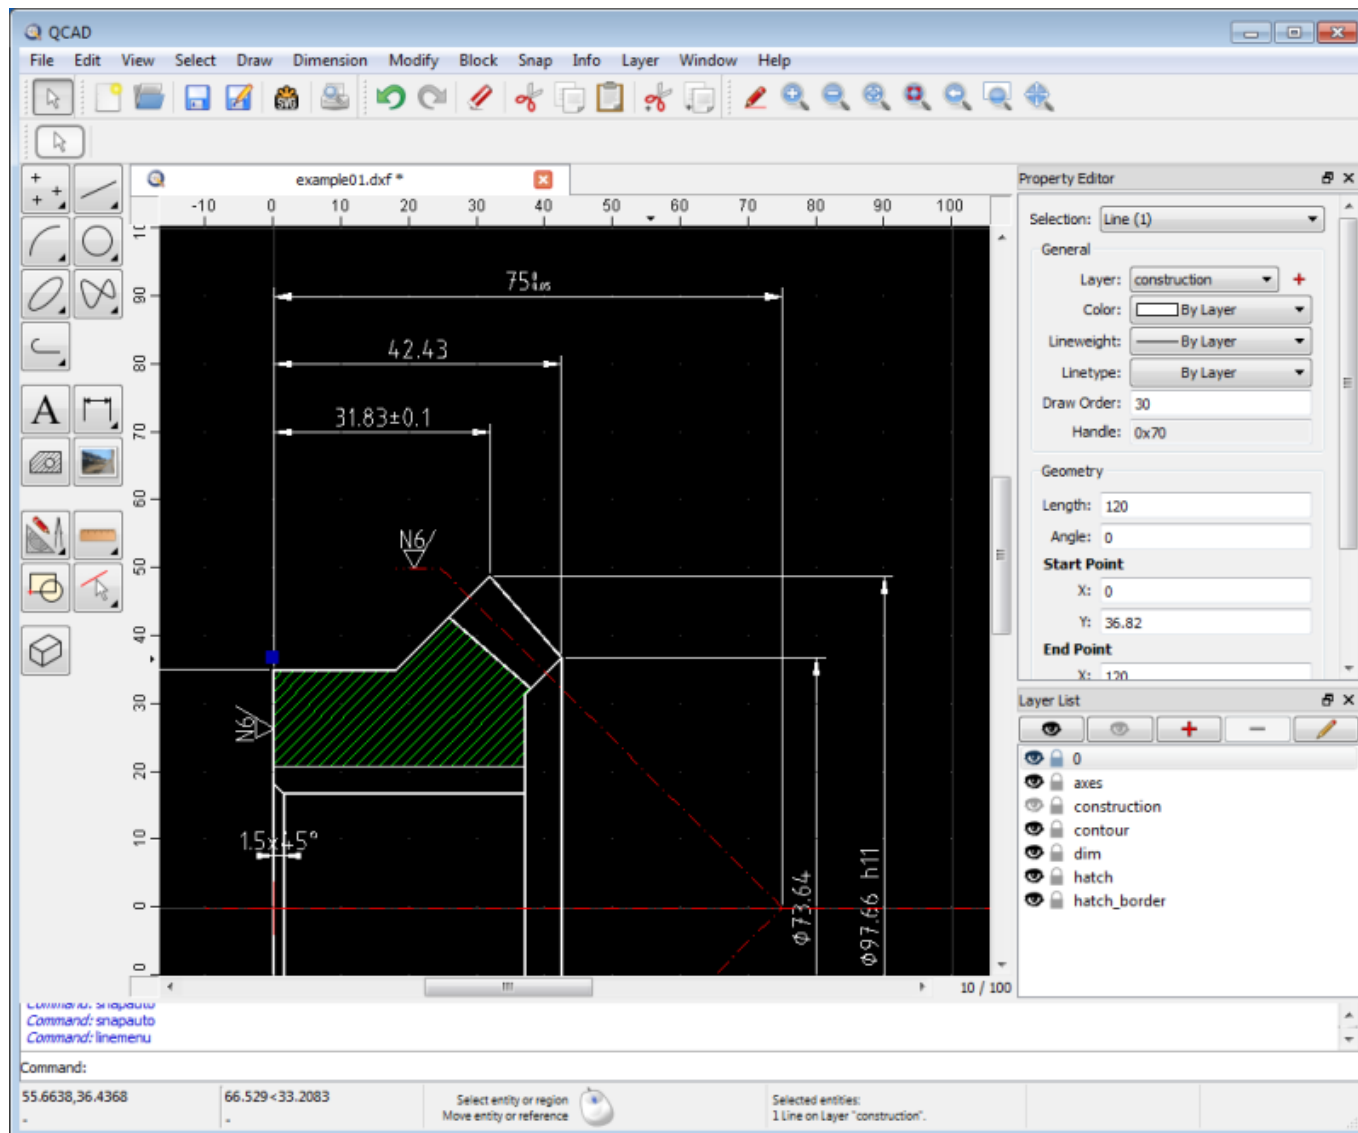 QCAD
File Edit View Select Draw Dimension Modify Block Snap Info Layer Window Help
SVG
example01.dxf *
-10 0 10 20 30 40 50 60 70 80 90 100
90
80
70
60
50
40
30
20
10
0
75
42.43
31.83±0.1
N6
N6
1.5x45°
Φ73.64
Φ97.66 h11
10 / 100
A
Property Editor
Selection: Line (1)
General
Layer: construction
Color: By Layer
Lineweight: By Layer
Linetype: By Layer
Draw Order: 30
Handle: 0x70
Geometry
Length: 120
Angle: 0
Start Point
X: 0
Y: 36.82
End Point
X: 120
Layer List
0
axes
construction
contour
dim
hatch
hatch_border
Command: snapauto
Command: snapauto
Command: linemenu
Command:
55.6638,36.4368
-
66.529<33.2083
-
Select entity or region
Move entity or reference
Selected entities:
1 Line on Layer "construction".